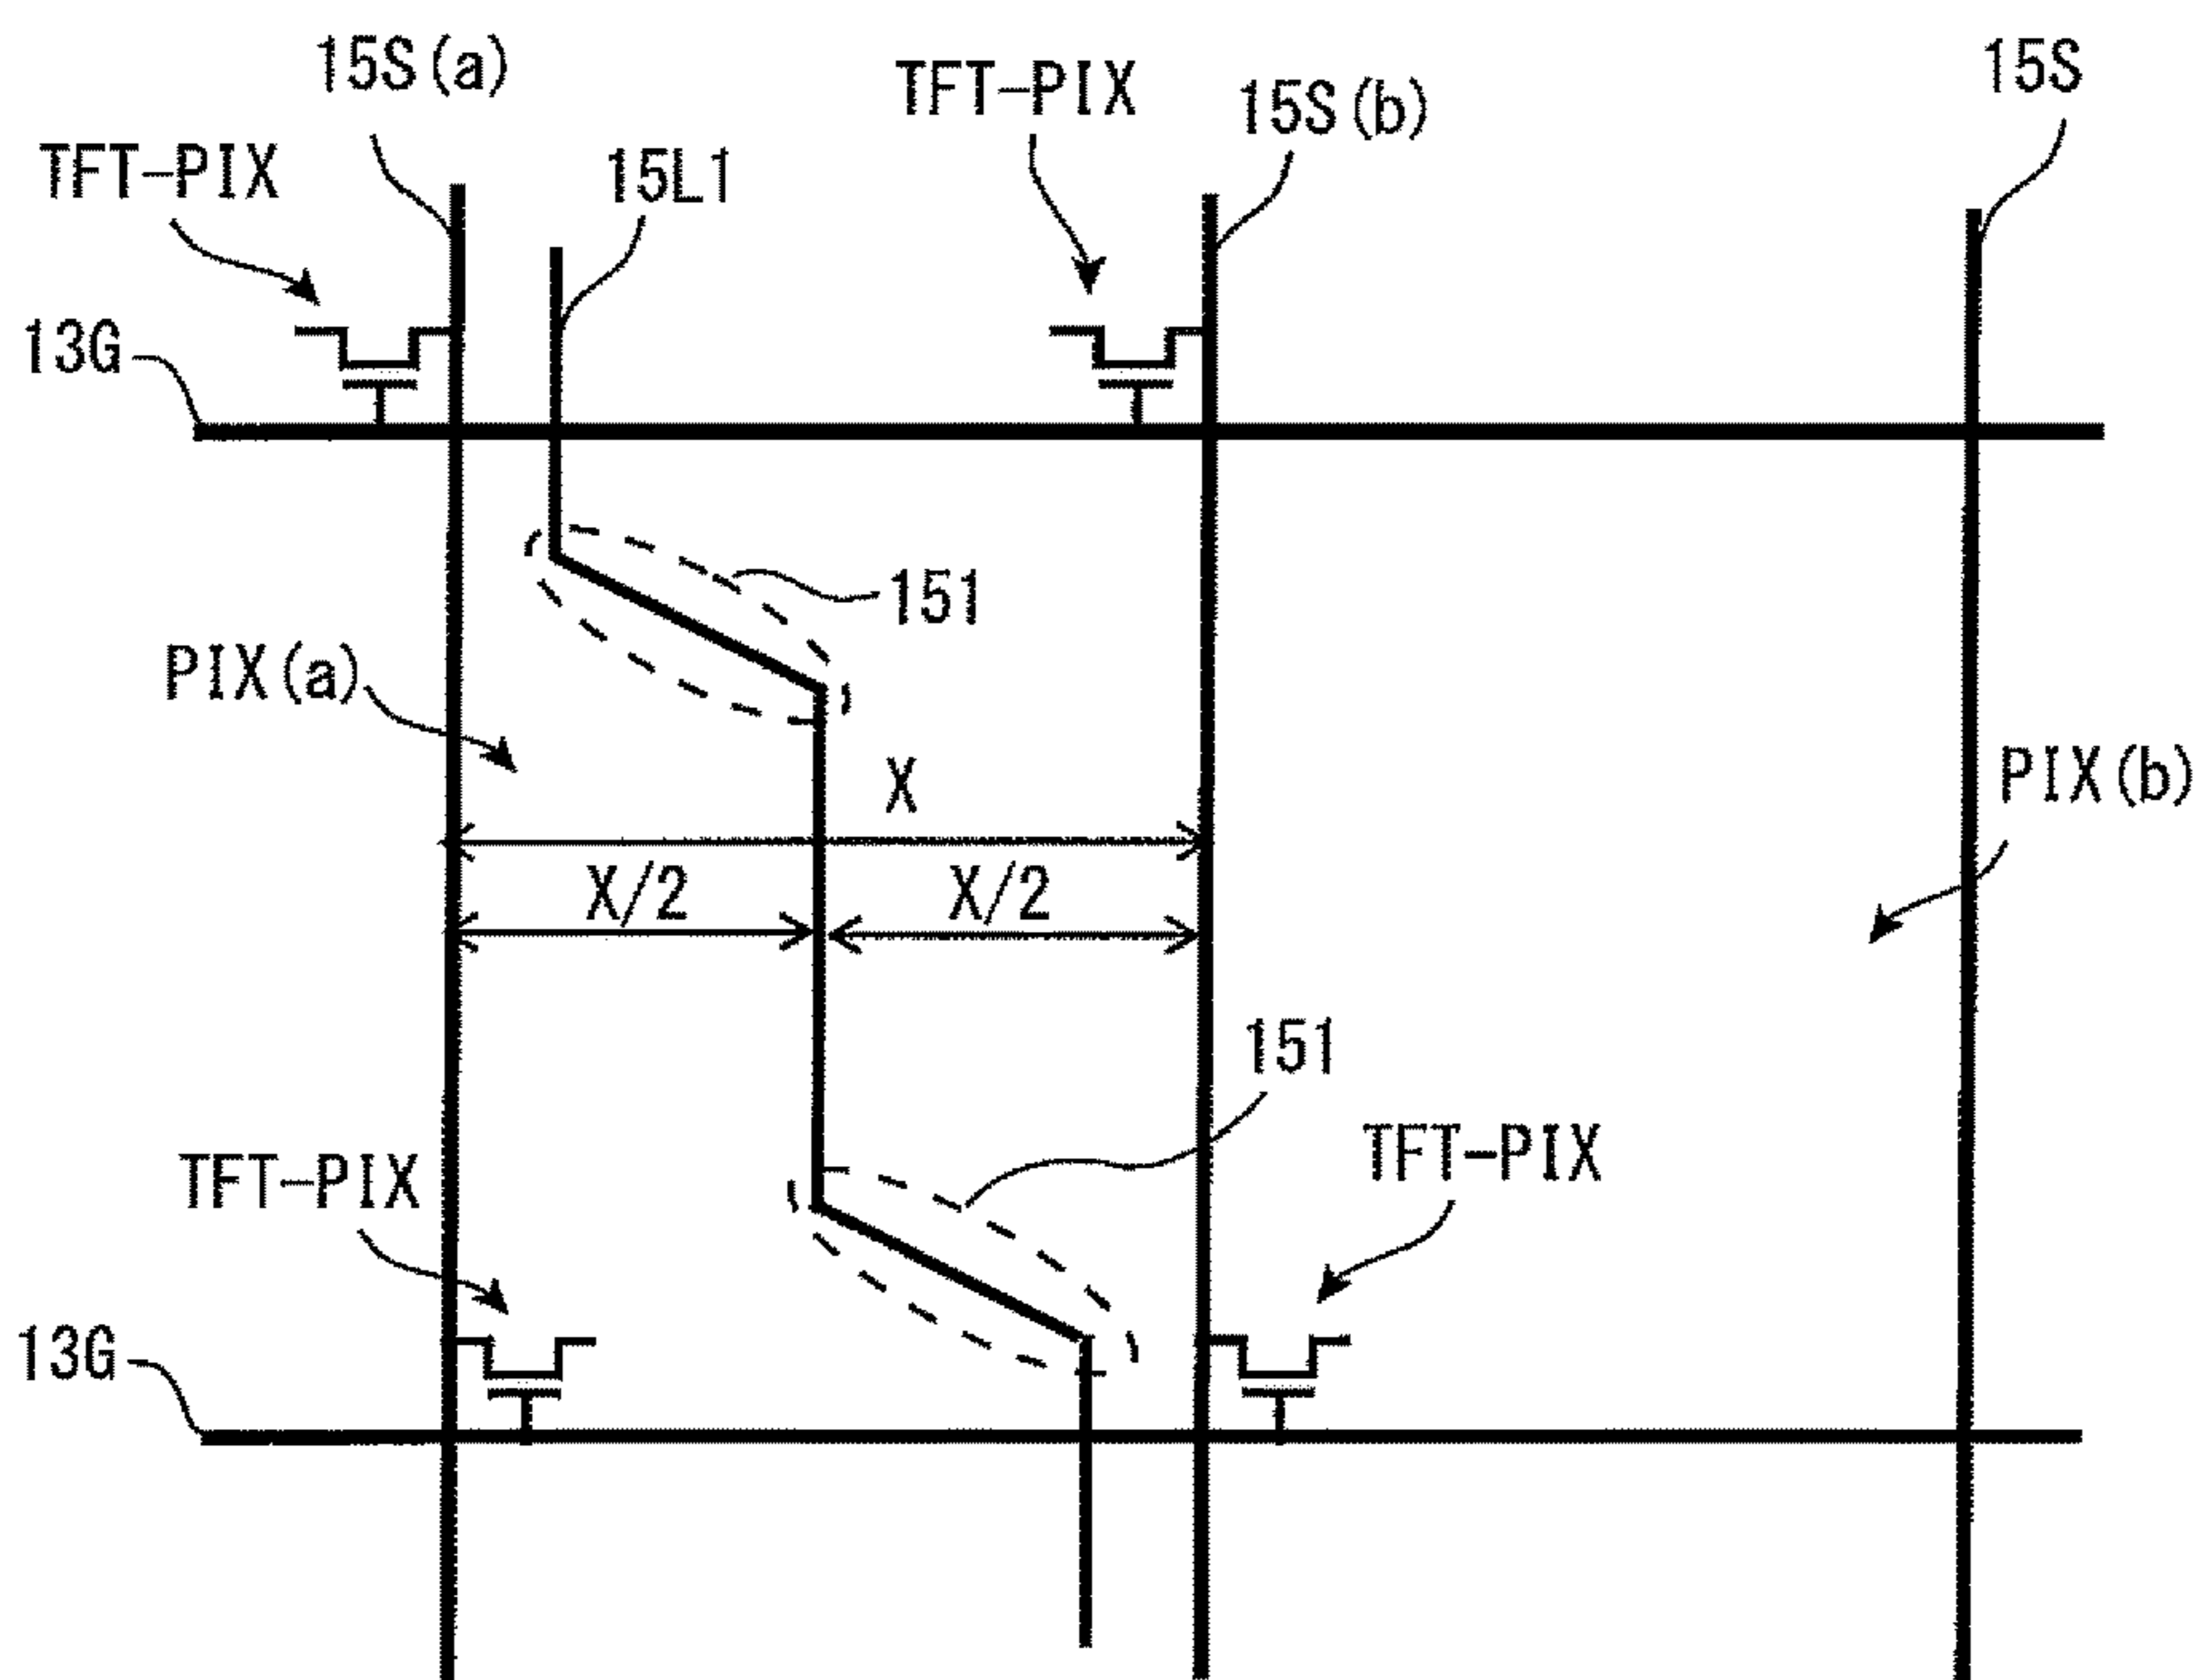 15S(a)
TFT-PIX
15S(b)
15S
TFT-PIX
15L1
13G
151
PIX(a)
X
PIX(b)
X/2
X/2
151
TFT-PIX
TFT-PIX
13G